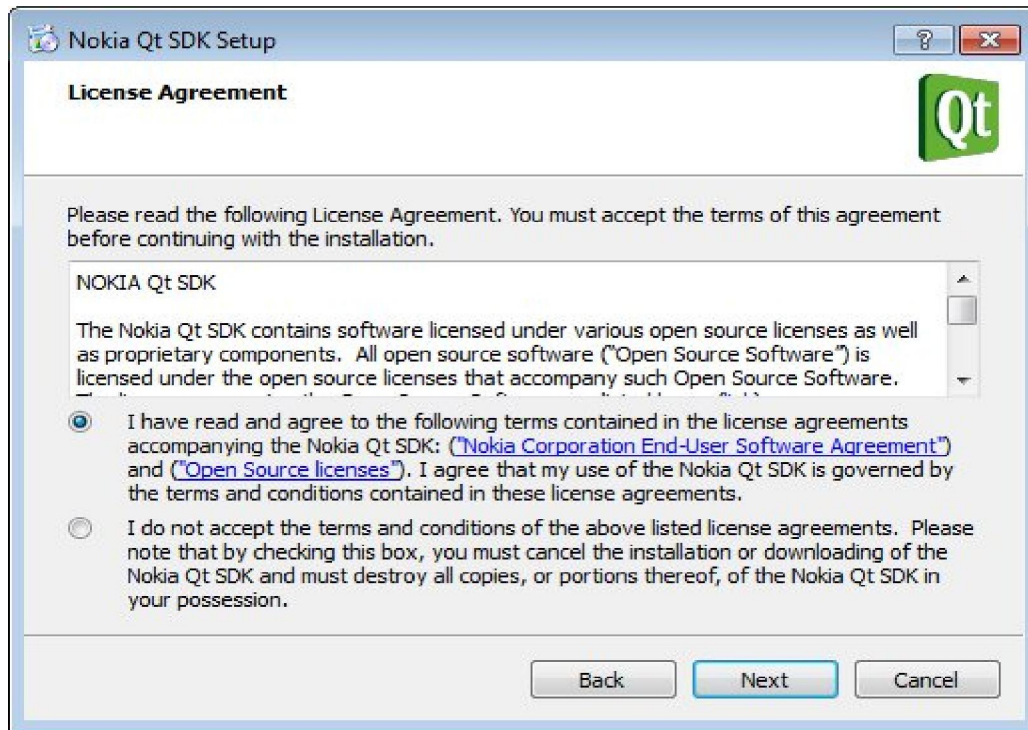 Nokia Qt SDK Setup
?
License Agreement
Qt
Please read the following License Agreement. You must accept the terms of this agreement
before continuing with the installation.
NOKIA Qt SDK
The Nokia Qt SDK contains software licensed under various open source licenses as well
as proprietary components.  All open source software ("Open Source Software") is
licensed under the open source licenses that accompany such Open Source Software.
I have read and agree to the following terms contained in the license agreements
accompanying the Nokia Qt SDK: ("Nokia Corporation End-User Software Agreement")
and ("Open Source licenses"). I agree that my use of the Nokia Qt SDK is governed by
the terms and conditions contained in these license agreements.
I do not accept the terms and conditions of the above listed license agreements.  Please
note that by checking this box, you must cancel the installation or downloading of the
Nokia Qt SDK and must destroy all copies, or portions thereof, of the Nokia Qt SDK in
your possession.
Back
Next
Cancel